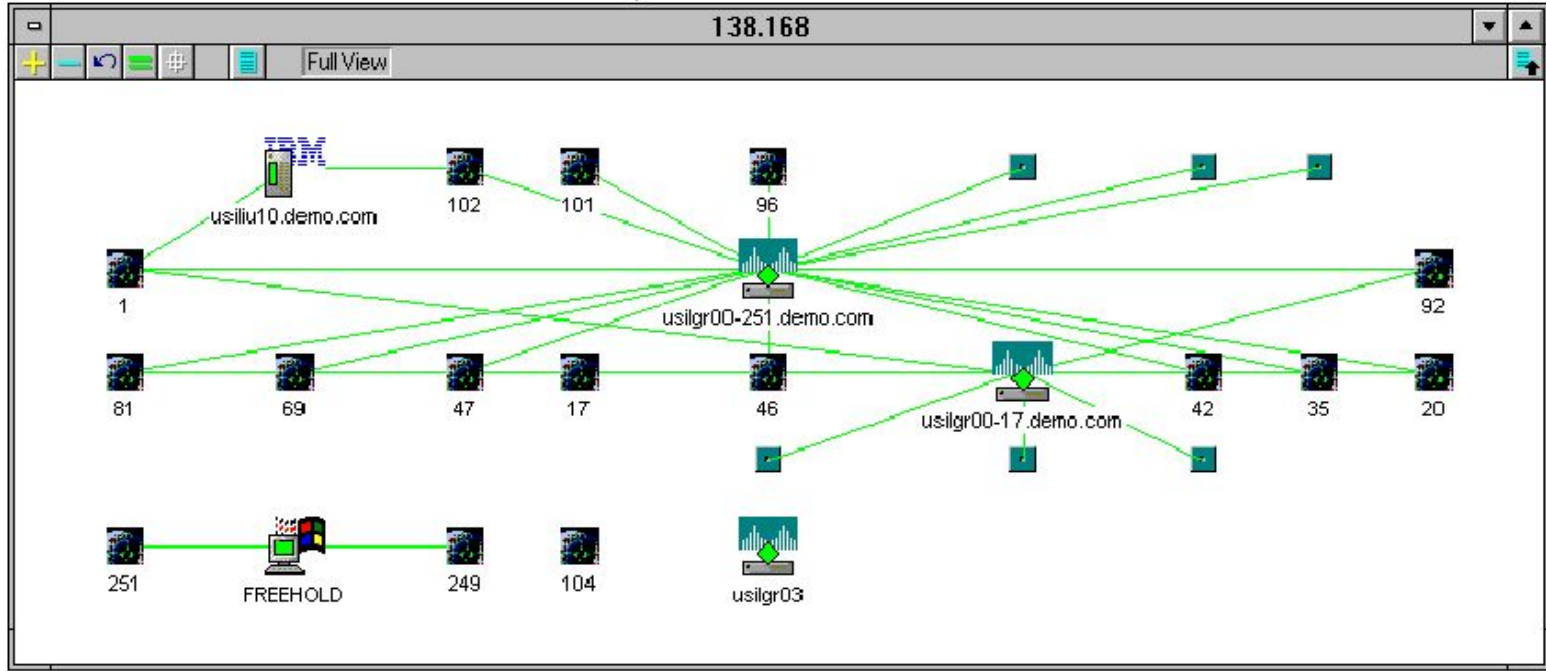 138.168
Full View
IBM
usiliu10.demo.com
102
101
96
1
usilgr00-251.demo.com
92
81
69
47
17
46
usilgr00-17.demo.com
42
35
20
251
FREEHOLD
249
104
usilgr03